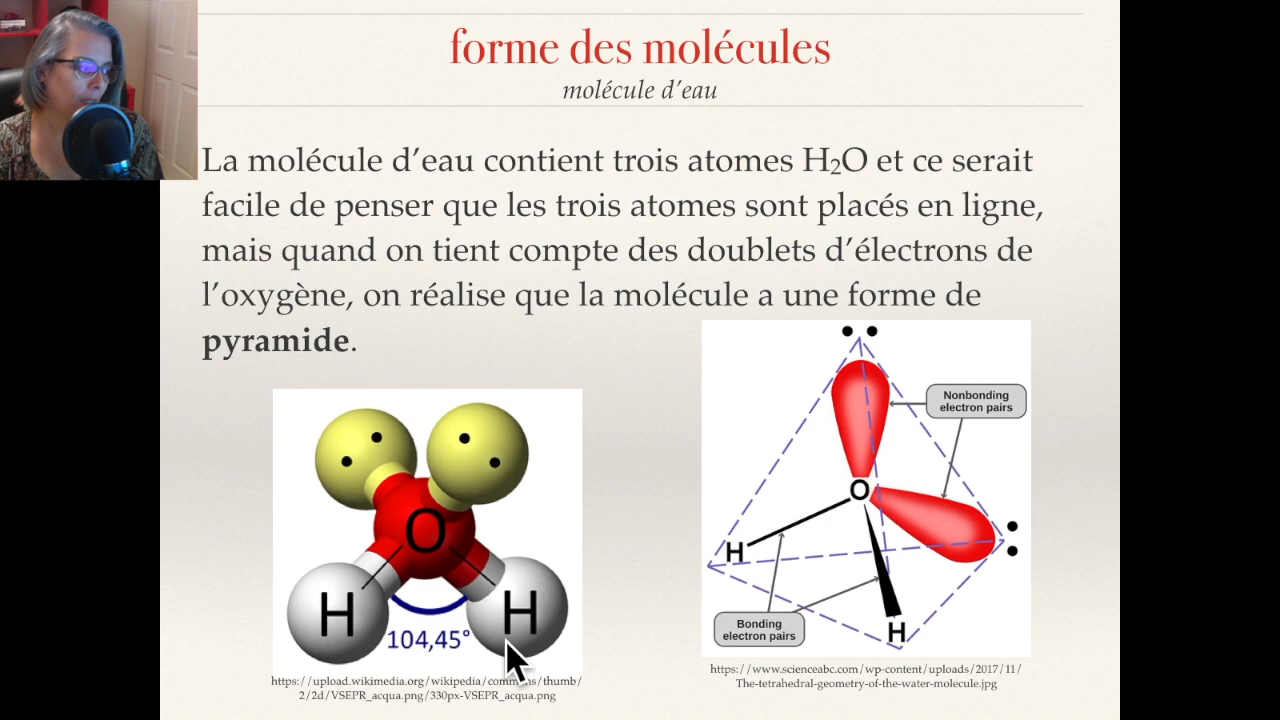 forme des molécules
molécule d’eau
La molécule d’eau contient trois atomes H₂O et ce serait
facile de penser que les trois atomes sont placés en ligne,
mais quand on tient compte des doublets d’électrons de
l’oxygène, on réalise que la molécule a une forme de
pyramide.
O
H
H
104,45°
https://upload.wikimedia.org/wikipedia/commons/thumb/
2/2d/VSEPR_acqua.png/330px-VSEPR_acqua.png
Nonbonding
electron pairs
O
H
Bonding
electron pairs
H
https://www.scienceabc.com/wp-content/uploads/2017/11/
The-tetrahedral-geometry-of-the-water-molecule.jpg